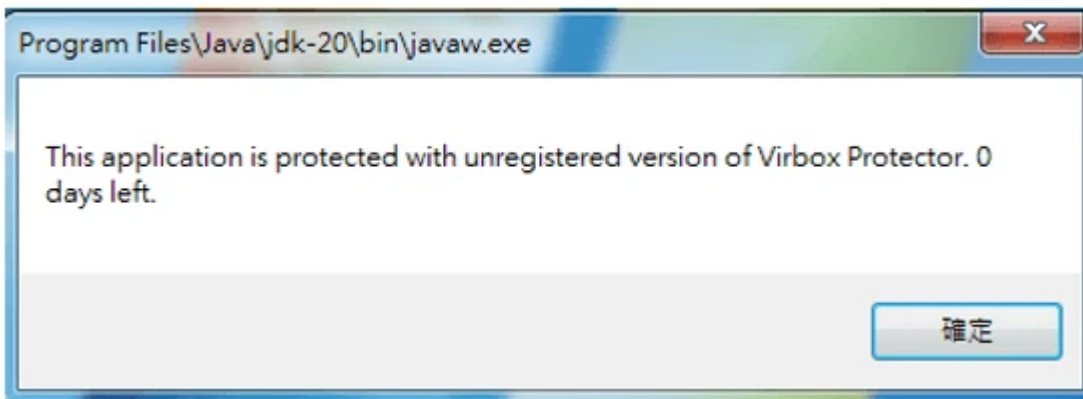 Program Files\Java\jdk-20\bin\javaw.exe
This application is protected with unregistered version of Virbox Protector. 0
days left.
確定